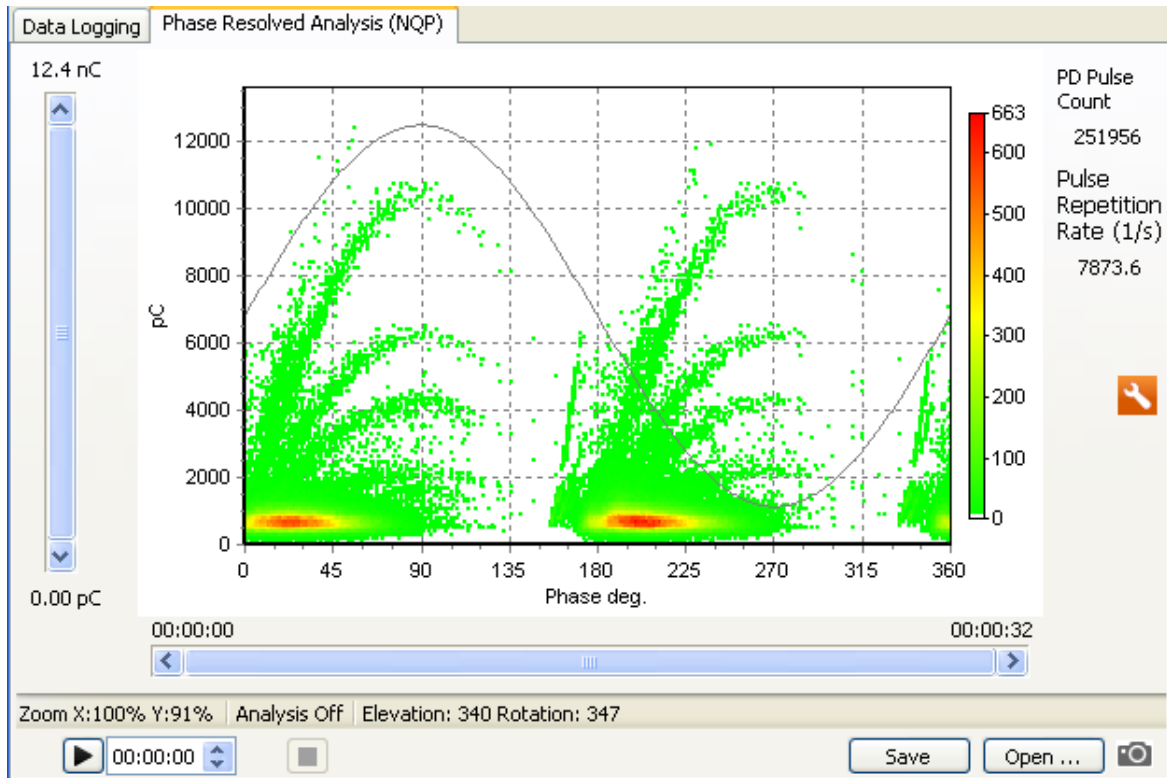 Data Logging
Phase Resolved Analysis (NQP)
12.4 nC
0.00 pC
pC
12000
10000
8000
6000
4000
2000
0
0 45 90 135 180 225 270 315 360
Phase deg.
663
600
500
400
300
200
100
0
PD Pulse
Count
251956
Pulse
Repetition
Rate (1/s)
7873.6
00:00:00 00:00:32
Zoom X:100% Y:91% Analysis Off Elevation: 340 Rotation: 347
00:00:00
Save
Open ...